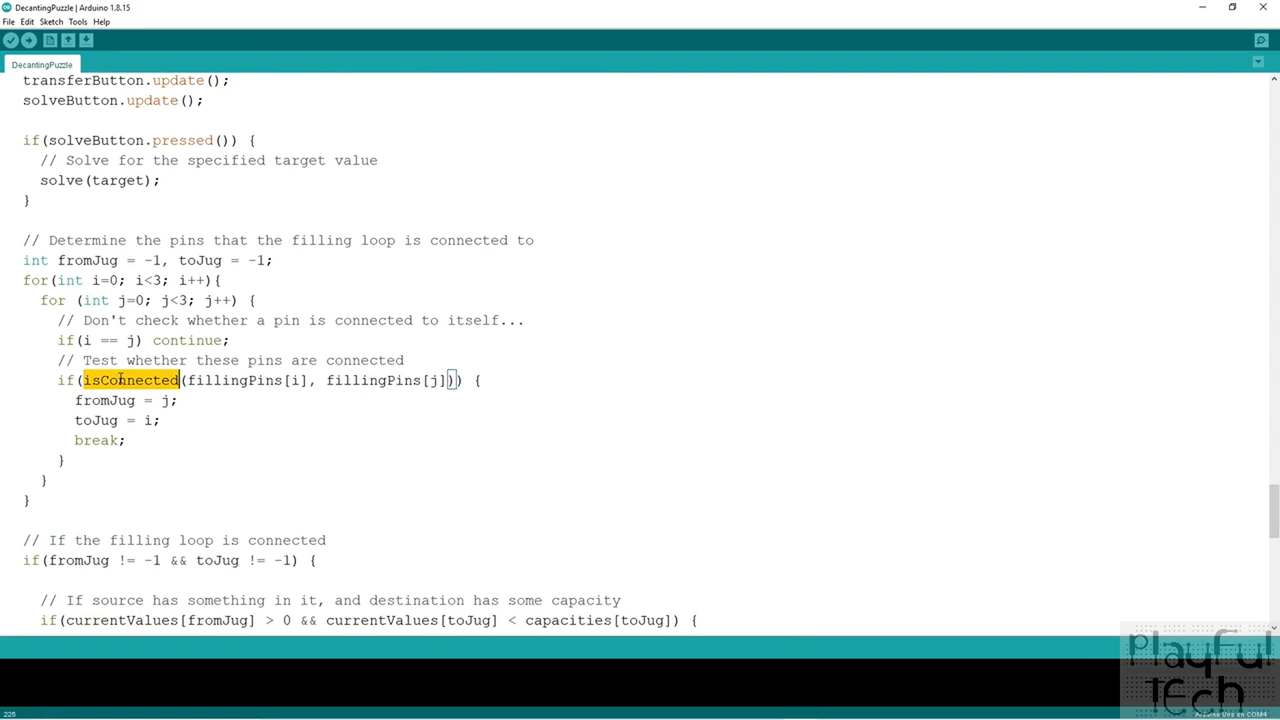 DecantingPuzzle | Arduino 1.8.15
File Edit Sketch Tools Help
DecantingPuzzle
transferButton.update();
solveButton.update();
if(solveButton.pressed()) {
// Solve for the specified target value
solve(target);
}
// Determine the pins that the filling loop is connected to
int fromJug = -1, toJug = -1;
for(int i=0; i<3; i++){
for (int j=0; j<3; j++) {
// Don't check whether a pin is connected to itself...
if(i == j) continue;
// Test whether these pins are connected
if(isConnected(fillingPins[i], fillingPins[j])) {
fromJug = j;
toJug = i;
break;
}
}
}
// If the filling loop is connected
if(fromJug != -1 && toJug != -1) {
// If source has something in it, and destination has some capacity
if(currentValues[fromJug] > 0 && currentValues[toJug] < capacities[toJug]) {
Playful
Tech
225
Arduino Uno on COM4